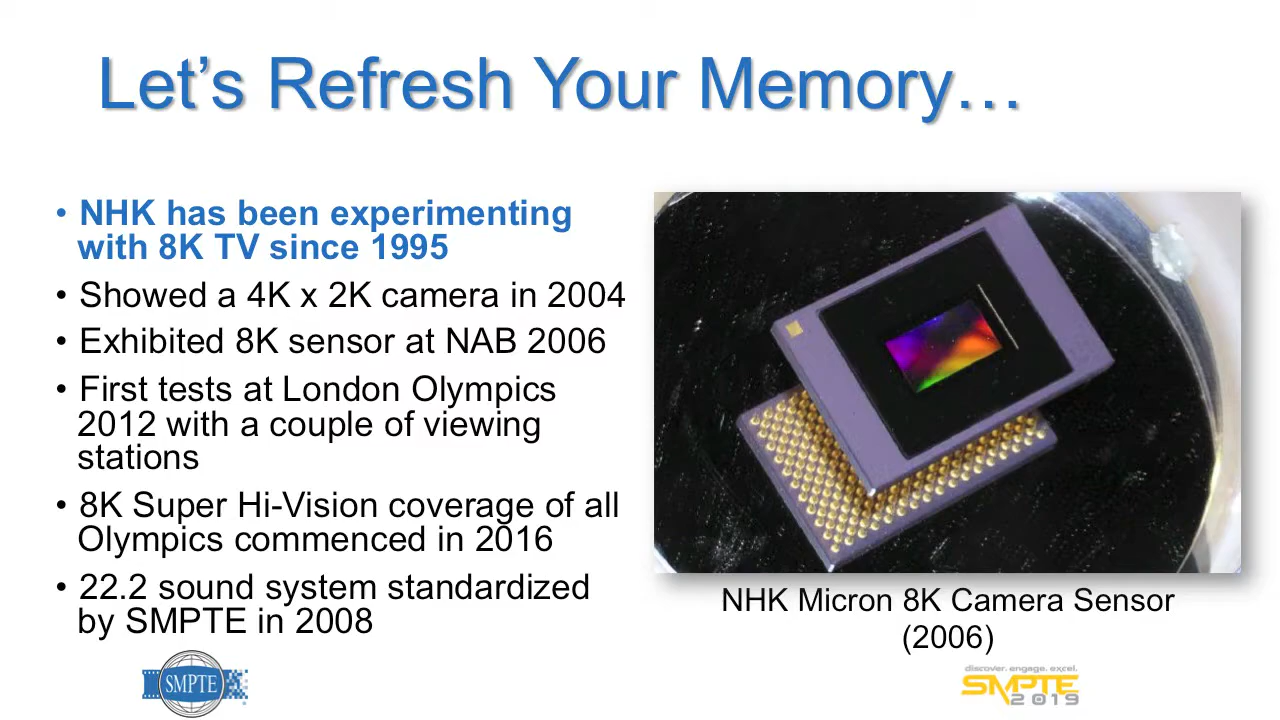 Let’s Refresh Your Memory…
• NHK has been experimenting
with 8K TV since 1995
• Showed a 4K x 2K camera in 2004
• Exhibited 8K sensor at NAB 2006
• First tests at London Olympics
2012 with a couple of viewing
stations
• 8K Super Hi-Vision coverage of all
Olympics commenced in 2016
• 22.2 sound system standardized
by SMPTE in 2008
NHK Micron 8K Camera Sensor
(2006)
SMPTE
discover. engage. excel.
SMPTE
2019